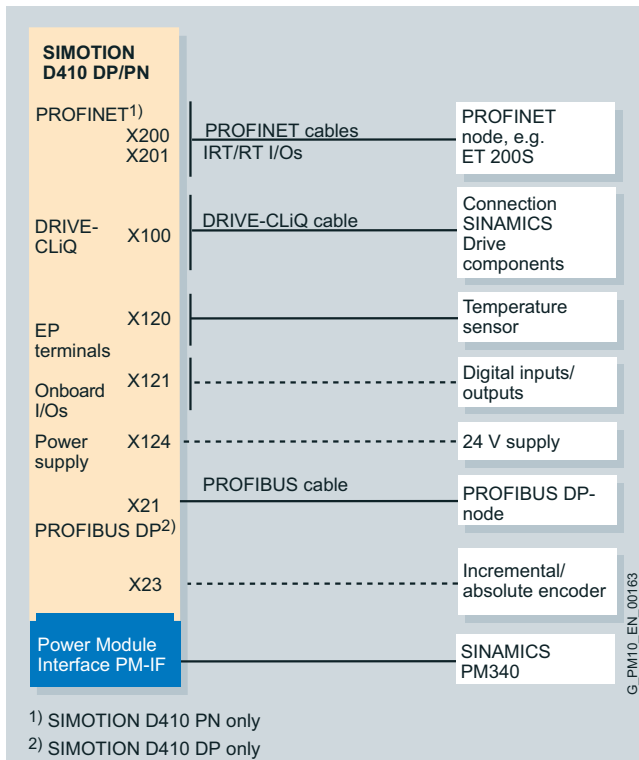 SIMOTION
D410 DP/PN
PROFINET1)
X200
X201
PROFINET cables
IRT/RT I/Os
PROFINET
node, e.g.
ET 200S
DRIVE-
CLiQ
X100
DRIVE-CLiQ cable
Connection
SINAMICS
Drive
components
X120
EP
terminals
Temperature
sensor
X121
Onboard
I/Os
Digital inputs/
outputs
Power
supply
X124
24 V supply
X21
PROFIBUS DP2)
PROFIBUS cable
PROFIBUS DP-
node
X23
Incremental/
absolute encoder
Power Module
Interface PM-IF
SINAMICS
PM340
G_PM10_EN_00163
1) SIMOTION D410 PN only
2) SIMOTION D410 DP only